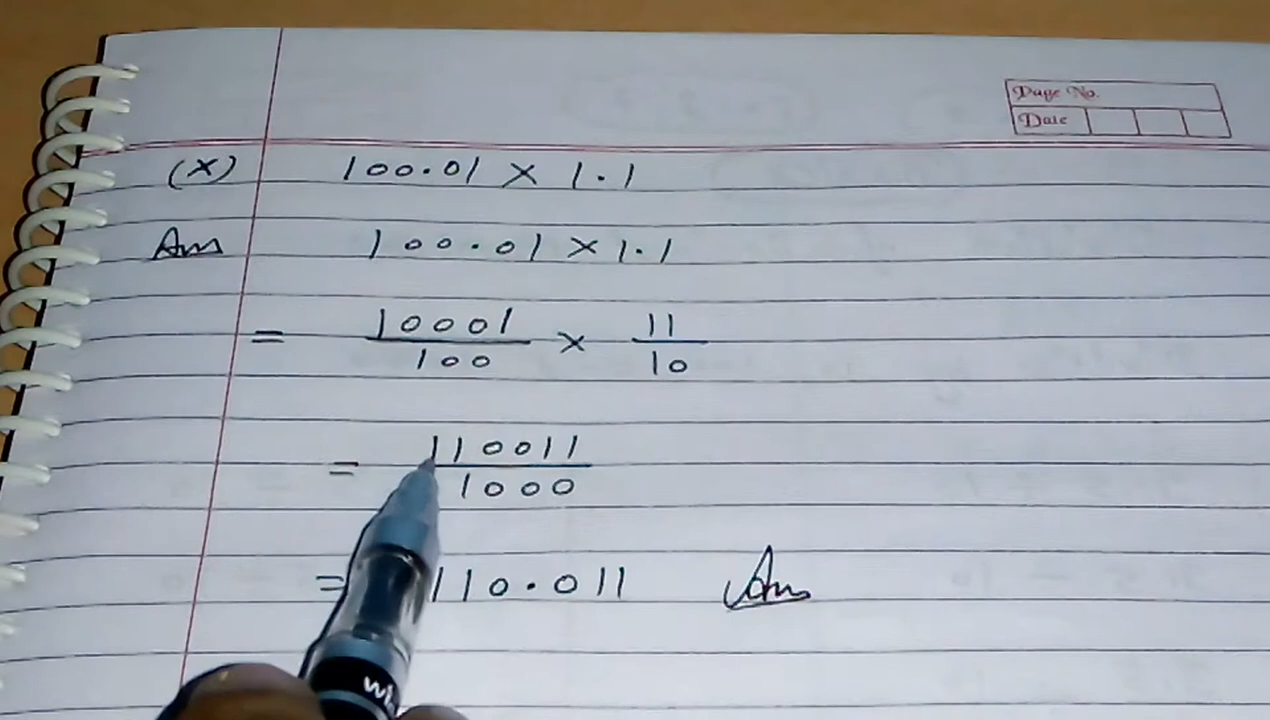 Page No.
Date
(x) 100.01 × 1.1
Ans 100.01 × 1.1
= 10001/100 × 11/10
= 110011/1000
= 110.011 Ans